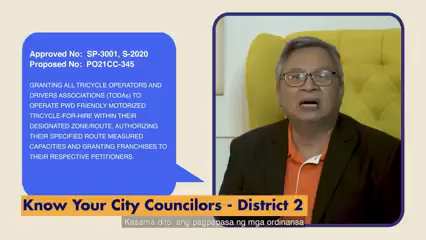 Approved No: SP-3001, S-2020
Proposed No: PO21CC-345
GRANTING ALL TRICYCLE OPERATORS AND
DRIVERS ASSOCIATIONS (TODAs) TO
OPERATE PWD FRIENDLY MOTORIZED
TRICYCLE-FOR-HIRE WITHIN THEIR
DESIGNATED ZONE/ROUTE, AUTHORIZING
THEIR SPECIFIED ROUTE MEASURED
CAPACITIES AND GRANTING FRANCHISES TO
THEIR RESPECTIVE PETITIONERS.
Know Your City Councilors - District 2
Kasama dito ang pagpapasa ng mga ordinansa